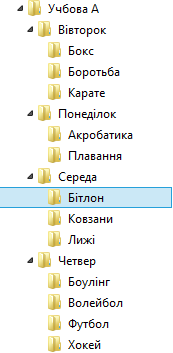 Учбова А
Вівторок
Бокс
Боротьба
Карате
Понеділок
Акробатика
Плавання
Середа
Бітлон
Ковзани
Лижі
Четвер
Боулінг
Волейбол
Футбол
Хокей